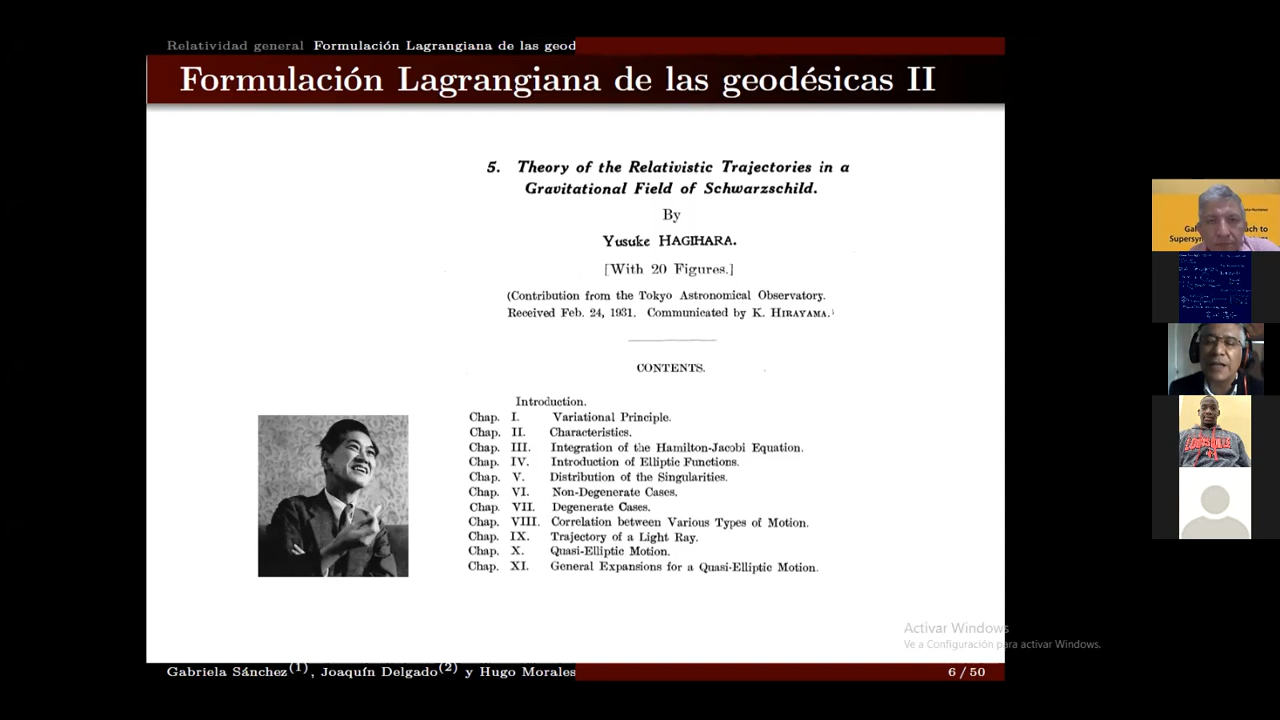 Relatividad general Formulación Lagrangiana de las geod
Formulación Lagrangiana de las geodésicas II
5. Theory of the Relativistic Trajectories in a
Gravitational Field of Schwarzschild.
By
Yusuke HAGIHARA.
[With 20 Figures.]
(Contribution from the Tokyo Astronomical Observatory.
Received Feb. 24, 1931. Communicated by K. HIRAYAMA.)
CONTENTS.
Introduction.
Chap. I. Variational Principle.
Chap. II. Characteristics.
Chap. III. Integration of the Hamilton-Jacobi Equation.
Chap. IV. Introduction of Elliptic Functions.
Chap. V. Distribution of the Singularities.
Chap. VI. Non-Degenerate Cases.
Chap. VII. Degenerate Cases.
Chap. VIII. Correlation between Various Types of Motion.
Chap. IX. Trajectory of a Light Ray.
Chap. X. Quasi-Elliptic Motion.
Chap. XI. General Expansions for a Quasi-Elliptic Motion.
Activar Windows
Ve a Configuración para activar Windows.
Gabriela Sánchez(1), Joaquín Delgado(2) y Hugo Morales
6 / 50
LOUISVILLE